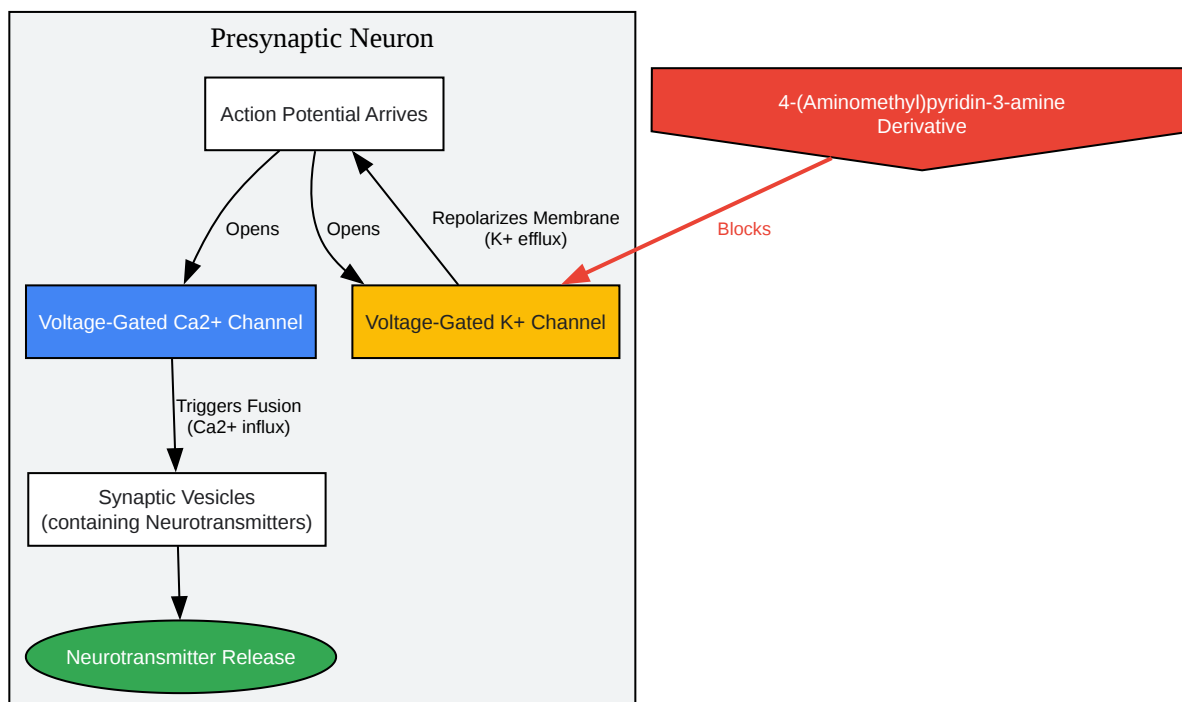 Presynaptic Neuron
Action Potential Arrives
4-(Aminomethyl)pyridin-3-amine
Derivative
Opens
Opens
Repolarizes Membrane
(K+ efflux)
Blocks
Voltage-Gated Ca2+ Channel
Voltage-Gated K+ Channel
Triggers Fusion
(Ca2+ influx)
Synaptic Vesicles
(containing Neurotransmitters)
Neurotransmitter Release